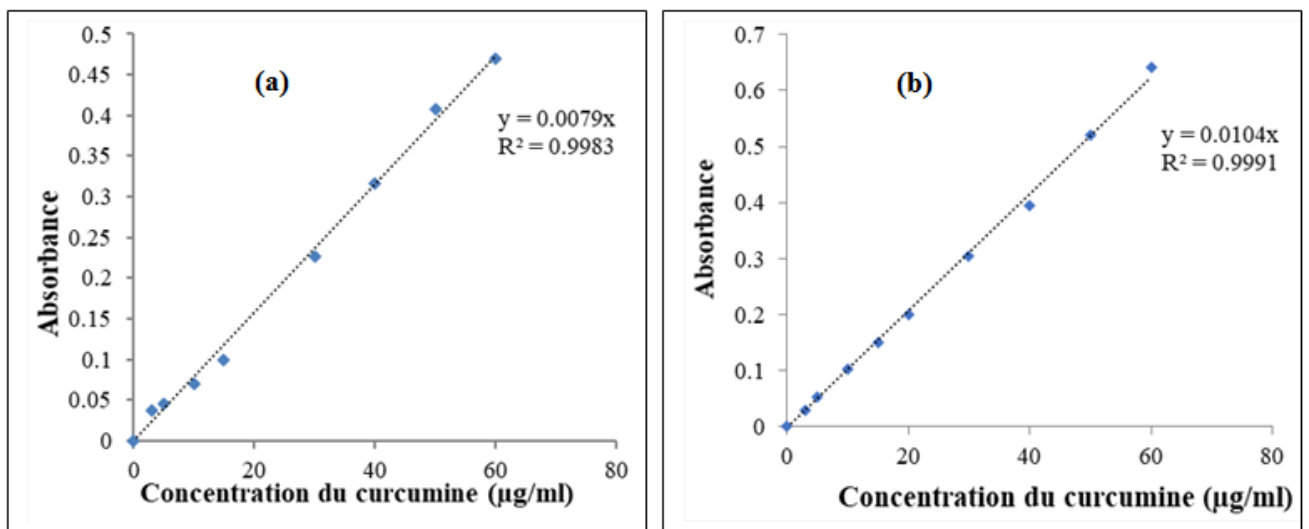 (a)
0.5
0.45
0.4
0.35
0.3
0.25
0.2
0.15
0.1
0.05
0
Absorbance
y = 0.0079x
R² = 0.9983
0 20 40 60 80
Concentration du curcumine (µg/ml)
(b)
0.7
0.6
0.5
0.4
0.3
0.2
0.1
0
Absorbance
y = 0.0104x
R² = 0.9991
0 20 40 60 80
Concentration du curcumine (µg/ml)